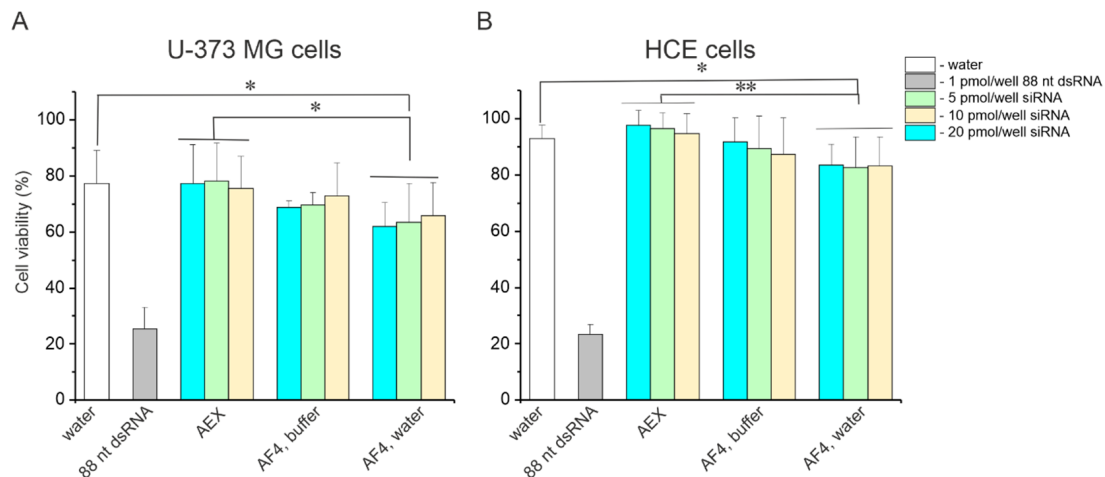 A
U-373 MG cells
*
*
100
80
60
40
20
0
Cell viability (%)
water
88 nt dsRNA
AEX
AF4, buffer
AF4, water
B
HCE cells
*
**
100
80
60
40
20
0
water
88 nt dsRNA
AEX
AF4, buffer
AF4, water
- water
- 1 pmol/well 88 nt dsRNA
- 5 pmol/well siRNA
- 10 pmol/well siRNA
- 20 pmol/well siRNA